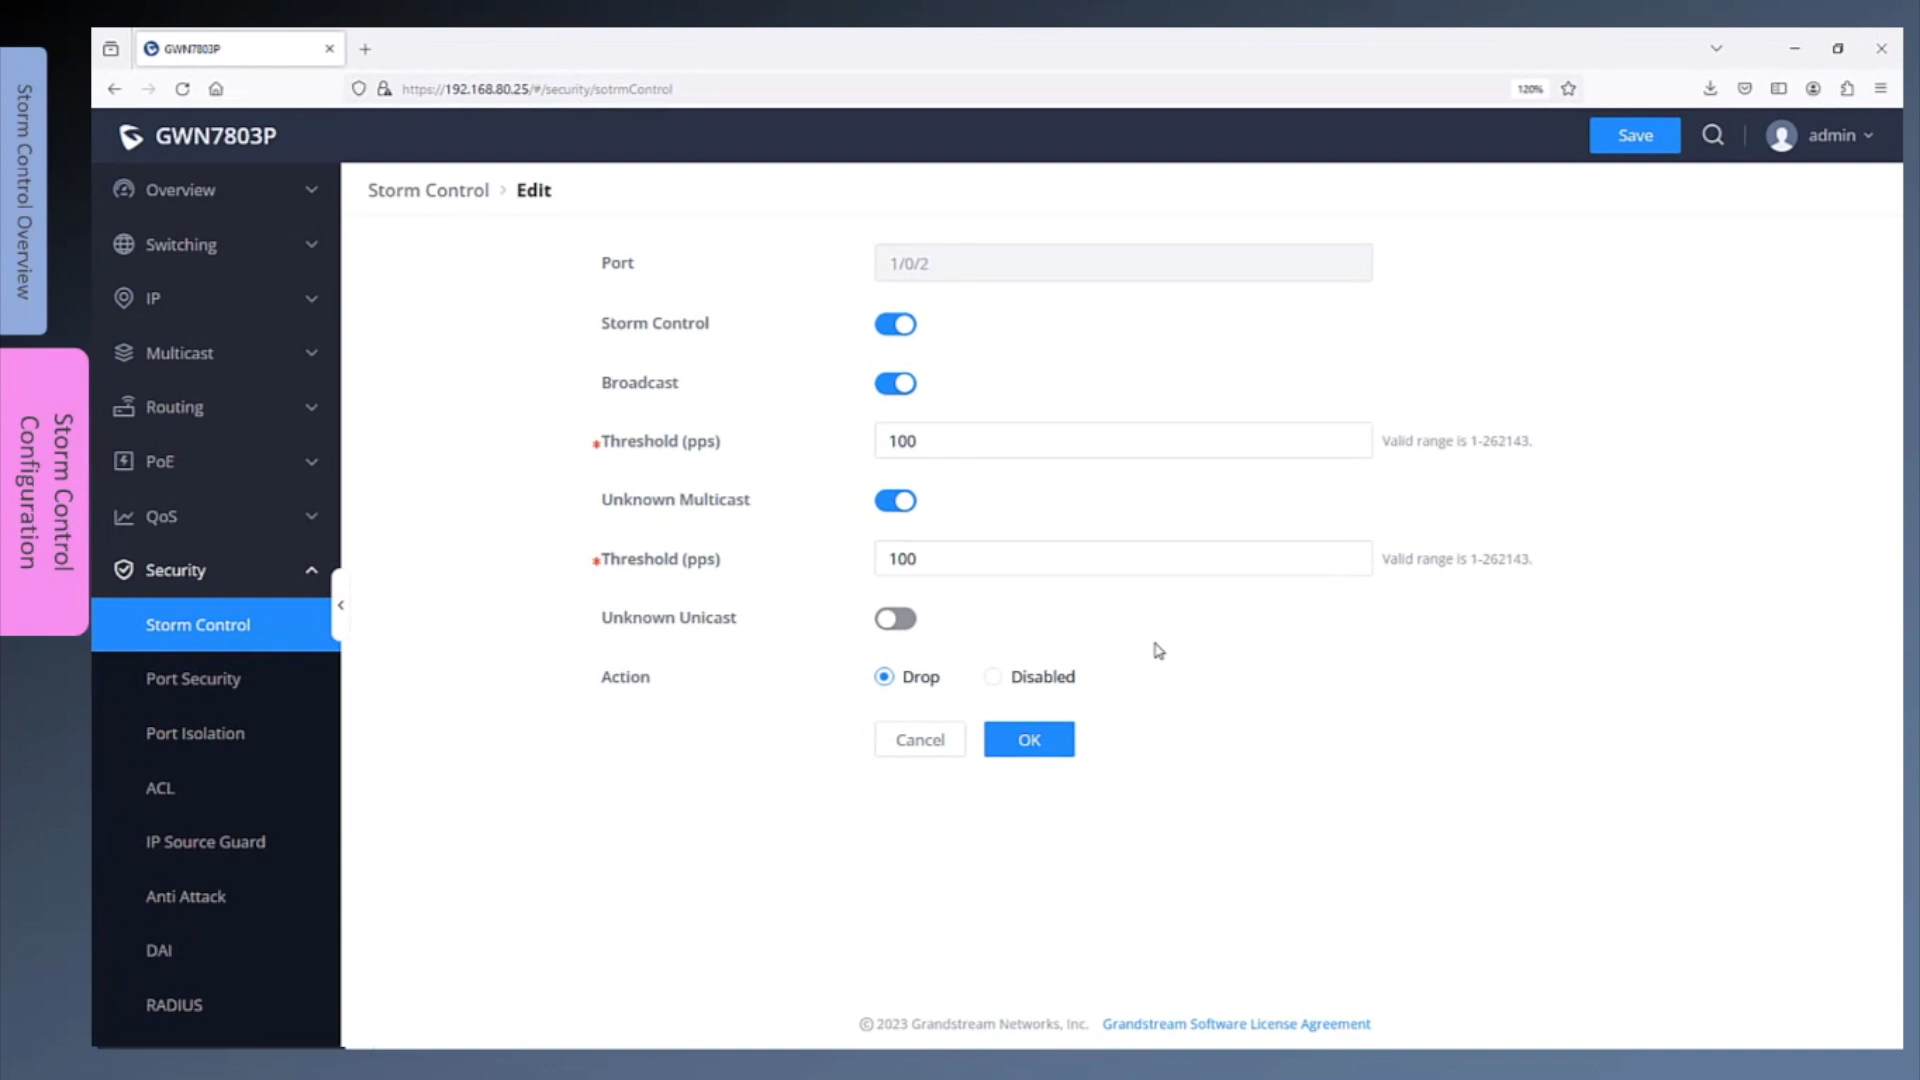 Storm Control Overview
Storm Control
Configuration
GWN7803P
https://192.168.80.25/#/security/sotrmControl
120%
GWN7803P
Save
admin
Overview
Switching
IP
Multicast
Routing
PoE
QoS
Security
Storm Control
Port Security
Port Isolation
ACL
IP Source Guard
Anti Attack
DAI
RADIUS
Storm Control > Edit
Port
1/0/2
Storm Control
Broadcast
*Threshold (pps)
100
Valid range is 1-262143.
Unknown Multicast
*Threshold (pps)
100
Valid range is 1-262143.
Unknown Unicast
Action
Drop
Disabled
Cancel
OK
© 2023 Grandstream Networks, Inc. Grandstream Software License Agreement